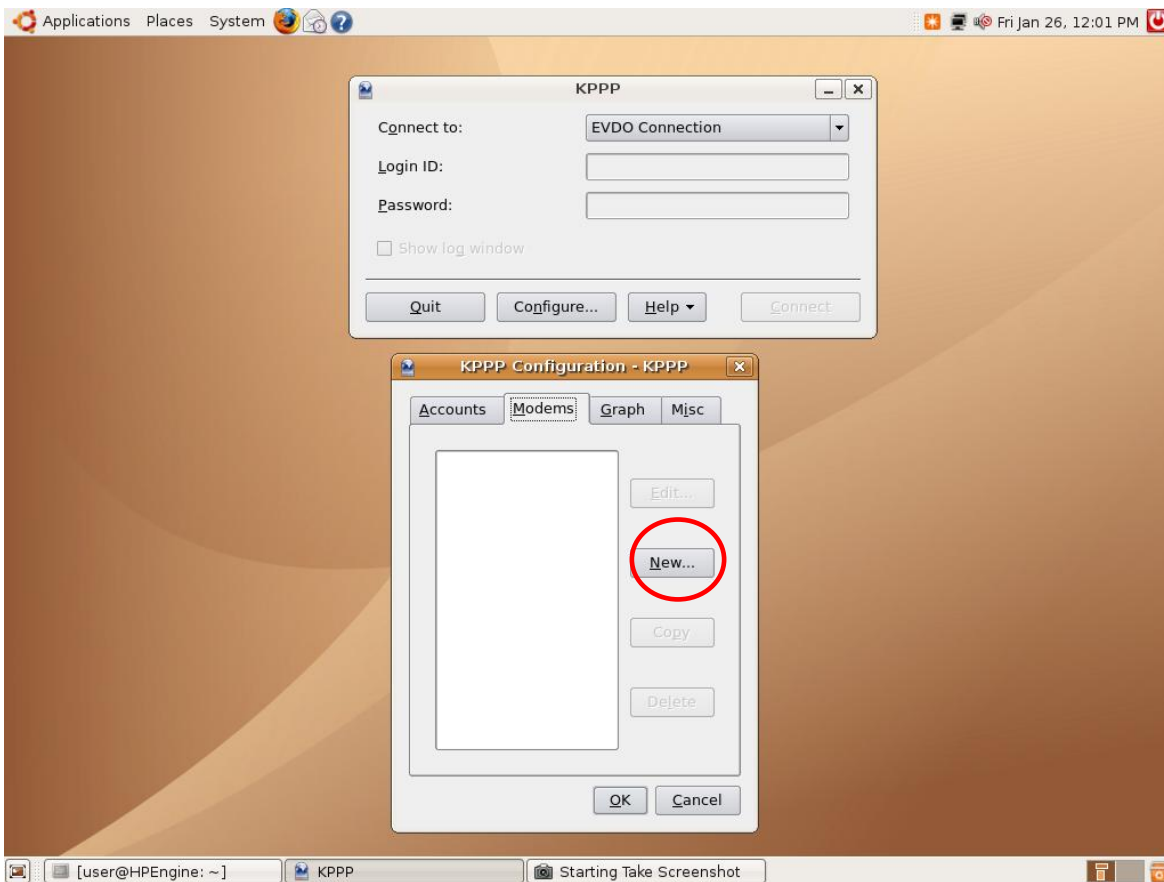 Applications Places System Fri Jan 26, 12:01 PM
KPPP
Connect to: EVDO Connection
Login ID:
Password:
Show log window
Quit Configure... Help Connect
KPPP Configuration - KPPP
Accounts Modems Graph Misc
Edit...
New...
Copy
Delete
OK Cancel
[user@HPEngine: ~] KPPP Starting Take Screenshot